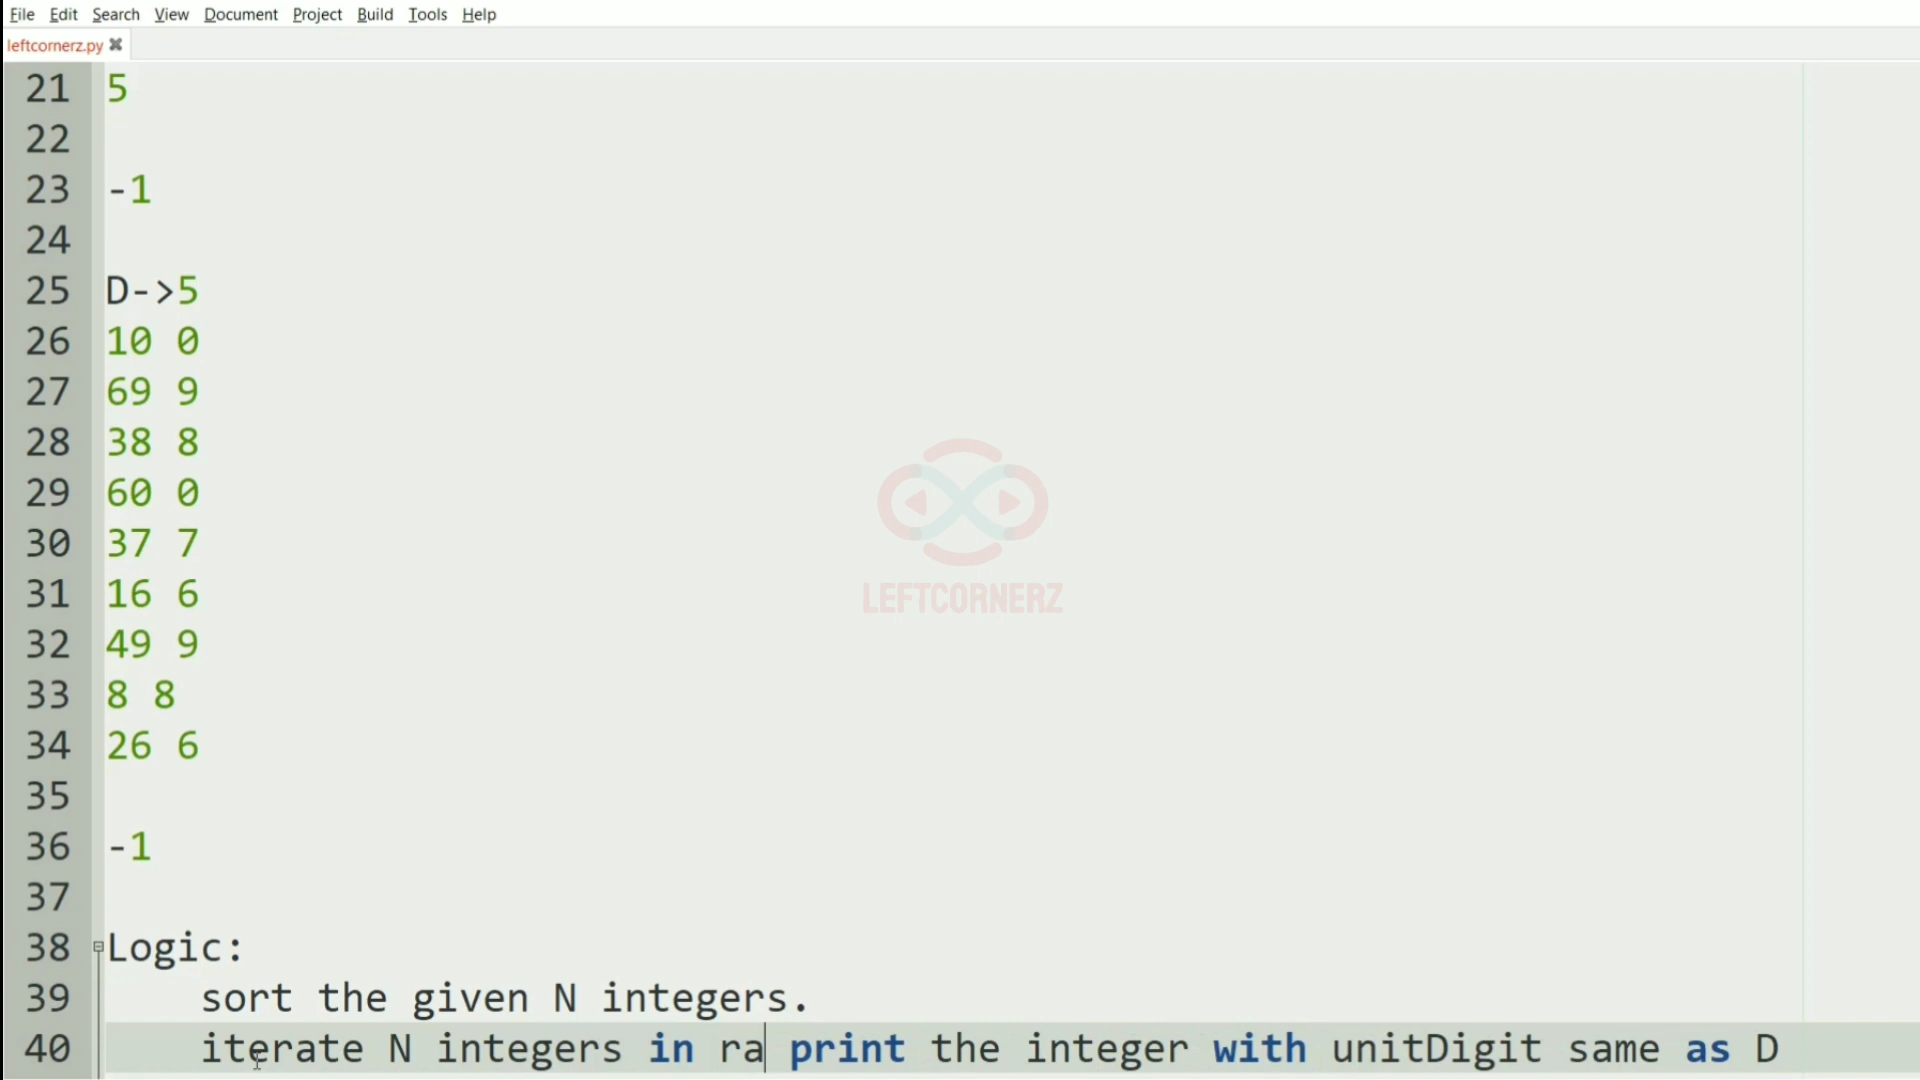 File Edit Search View Document Project Build Tools Help
leftcornerz.py
21 5
22
23 -1
24
25 D->5
26 10 0
27 69 9
28 38 8
29 60 0
30 37 7
31 16 6
32 49 9
33 8 8
34 26 6
35
36 -1
37
38 Logic:
39 sort the given N integers.
40 iterate N integers in ra print the integer with unitDigit same as D
LEFTCORNERZ